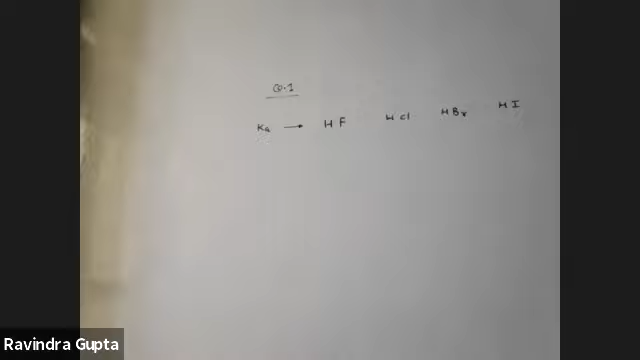 Q.1
Ka → HF HCl HBr HI
Ravindra Gupta